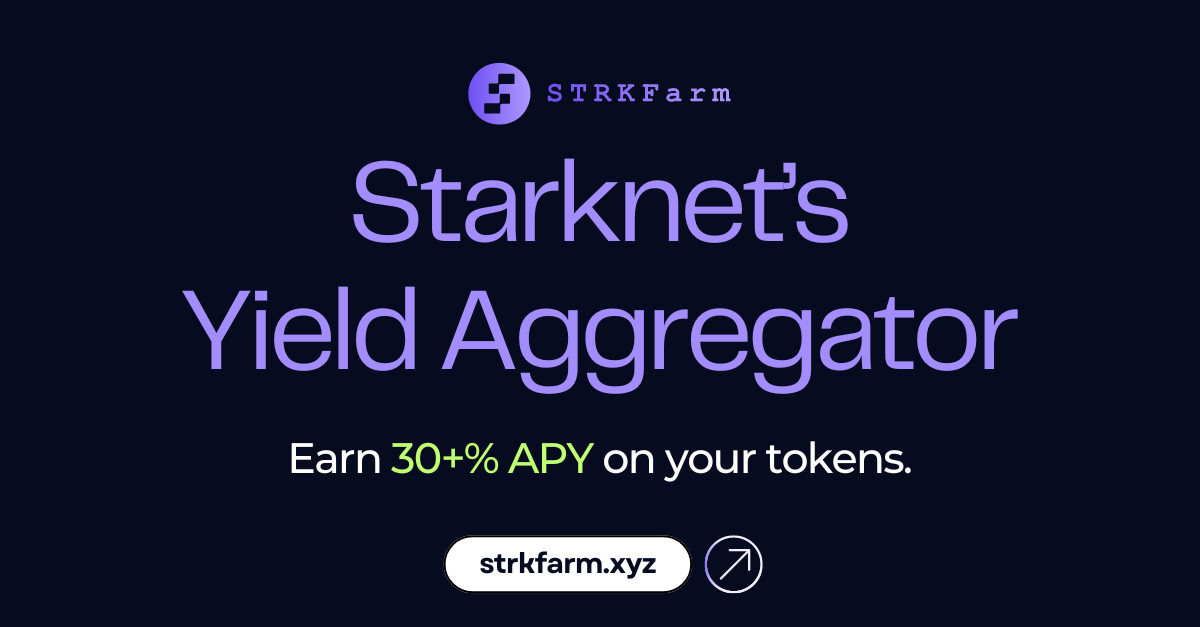 STRKFarm
Starknet’s
Yield Aggregator
Earn 30+% APY on your tokens.
strkfarm.xyz